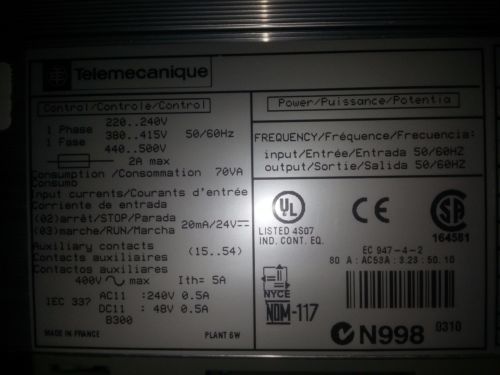 Telemecanique
Control/Controle/Control
220..240V
1 Phase 380..415V 50/60Hz
1 Fase 440..500V
2A max
Consumption /Consommation 70VA
Consumo
Input currents/Courants d'entrée
Corriente de entrada
(02)arrêt/STOP/Parada
(03)marche/RUN/Marcha 20mA/24V
Auxiliary contacts
Contacts auxiliaires (15..54)
Contactos auxiliares
400V max Ith= 5A
IEC 337 AC11 :240V 0.5A
DC11 : 48V 0.5A
B300
MADE IN FRANCE PLANT 6W
Power/Puissance/Potentia
FREQUENCY/Fréquence/Frecuencia:
input/Entrée/Entrada 50/60HZ
output/Sortie/Salida 50/60HZ
UL
LISTED 4S07
IND. CONT. EQ.
CE
SA
164581
EC 947-4-2
80 A : AC53A : 3.23 : 50.10
NYCE
NOM-117
N998 0310